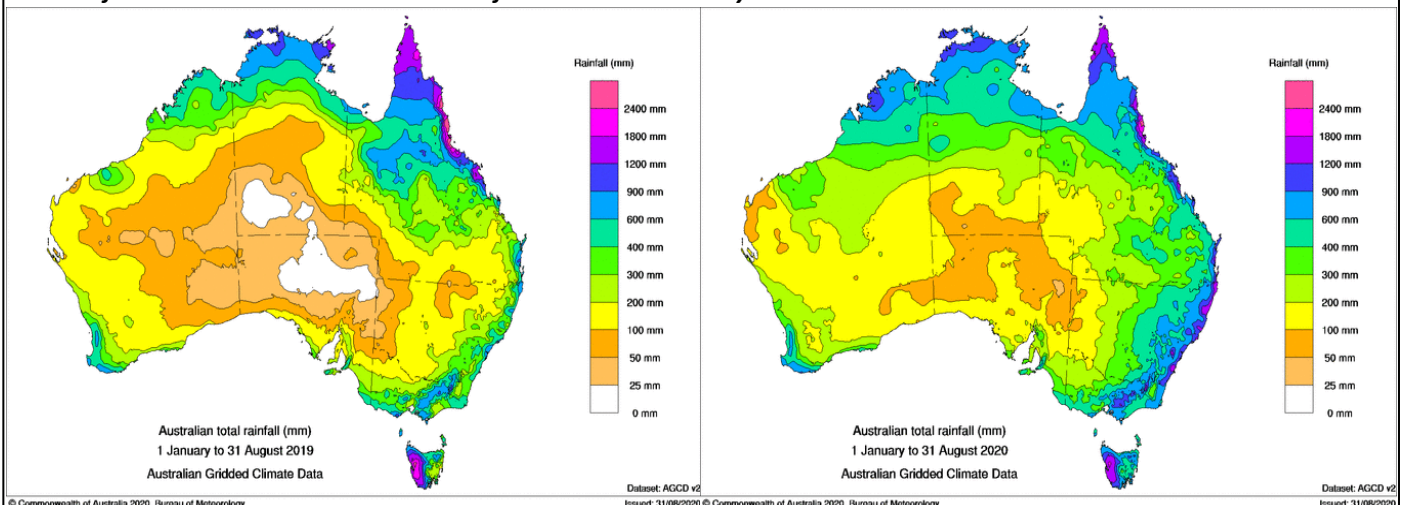 Rainfall (mm)
2400 mm
1800 mm
1200 mm
900 mm
600 mm
400 mm
300 mm
200 mm
100 mm
50 mm
25 mm
0 mm
Australian total rainfall (mm)
1 January to 31 August 2019
Australian Gridded Climate Data
Dataset: AGCD v2
© Commonwealth of Australia 2020, Bureau of Meteorology
Issued: 31/08/2020
Rainfall (mm)
2400 mm
1800 mm
1200 mm
900 mm
600 mm
400 mm
300 mm
200 mm
100 mm
50 mm
25 mm
0 mm
Australian total rainfall (mm)
1 January to 31 August 2020
Australian Gridded Climate Data
Dataset: AGCD v2
© Commonwealth of Australia 2020, Bureau of Meteorology
Issued: 31/08/2020